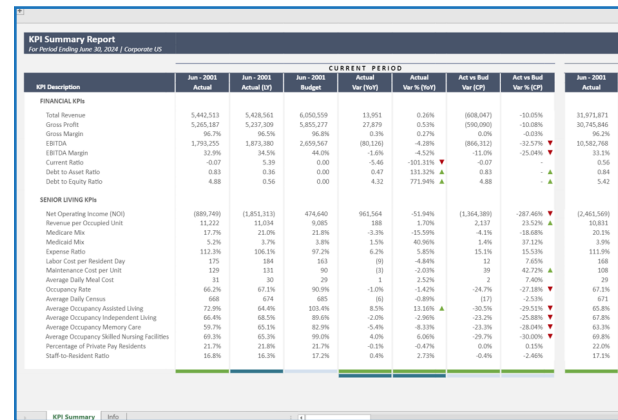 KPI Summary Report
For Period Ending June 30, 2024 | Corporate US
CURRENT PERIOD
Jun - 2001 Jun - 2001 Jun - 2001 Actual Actual Act vs Bud Act vs Bud Jun - 2001
KPI Description Actual Actual (LY) Budget Var (YoY) Var % (YoY) Var (CP) Var % (CP) Actual
FINANCIAL KPIs
Total Revenue 5,442,513 5,428,561 6,050,559 13,951 0.26% (608,047) -10.05% 31,971,871
Gross Profit 5,265,187 5,237,309 5,855,277 27,879 0.53% (590,090) -10.08% 30,745,846
Gross Margin 96.7% 96.5% 96.8% 0.3% 0.27% 0.0% -0.03% 96.2%
EBITDA 1,793,255 1,873,380 2,659,567 (80,126) -4.28% (866,312) -32.57% ▼ 10,582,768
EBITDA Margin 32.9% 34.5% 44.0% -1.6% -4.52% -11.0% -25.04% ▼ 33.1%
Current Ratio -0.07 5.39 0.00 -5.46 -101.31% ▼ -0.07 - 0.56
Debt to Asset Ratio 0.83 0.36 0.00 0.47 131.32% ▲ 0.83 - ▲ 0.84
Debt to Equity Ratio 4.88 0.56 0.00 4.32 771.94% ▲ 4.88 - ▲ 5.42
SENIOR LIVING KPIs
Net Operating Income (NOI) (889,749) (1,851,313) 474,640 961,564 -51.94% (1,364,389) -287.46% ▼ (2,461,569)
Revenue per Occupied Unit 11,222 11,034 9,085 188 1.70% 2,137 23.52% ▲ 10,831
Medicare Mix 17.7% 21.0% 21.8% -3.3% -15.59% -4.1% -18.68% 20.1%
Medicaid Mix 5.2% 3.7% 3.8% 1.5% 40.96% 1.4% 37.12% 3.9%
Expense Ratio 112.3% 106.1% 97.2% 6.2% 5.85% 15.1% 15.53% 111.9%
Labor Cost per Resident Day 175 184 163 (9) -4.84% 12 7.65% 168
Maintenance Cost per Unit 129 131 90 (3) -2.03% 39 42.72% ▲ 108
Average Daily Meal Cost 31 30 29 1 2.52% 2 7.40% 29
Occupancy Rate 66.2% 67.1% 90.9% -1.0% -1.42% -24.7% -27.18% ▼ 67.1%
Average Daily Census 668 674 685 (6) -0.89% (17) -2.53% 671
Average Occupancy Assisted Living 72.9% 64.4% 103.4% 8.5% 13.16% ▲ -30.5% -29.51% ▼ 65.8%
Average Occupancy Independent Living 66.4% 68.5% 89.6% -2.0% -2.96% -23.2% -25.88% ▼ 67.8%
Average Occupancy Memory Care 59.7% 65.1% 82.9% -5.4% -8.33% -23.3% -28.04% ▼ 63.3%
Average Occupancy Skilled Nursing Facilities 69.3% 65.3% 99.0% 4.0% 6.06% -29.7% -30.00% ▼ 69.8%
Percentage of Private Pay Residents 21.7% 21.8% 21.7% -0.1% -0.47% 0.0% 0.15% 22.0%
Staff-to-Resident Ratio 16.8% 16.3% 17.2% 0.4% 2.73% -0.4% -2.46% 17.1%
KPI Summary Info